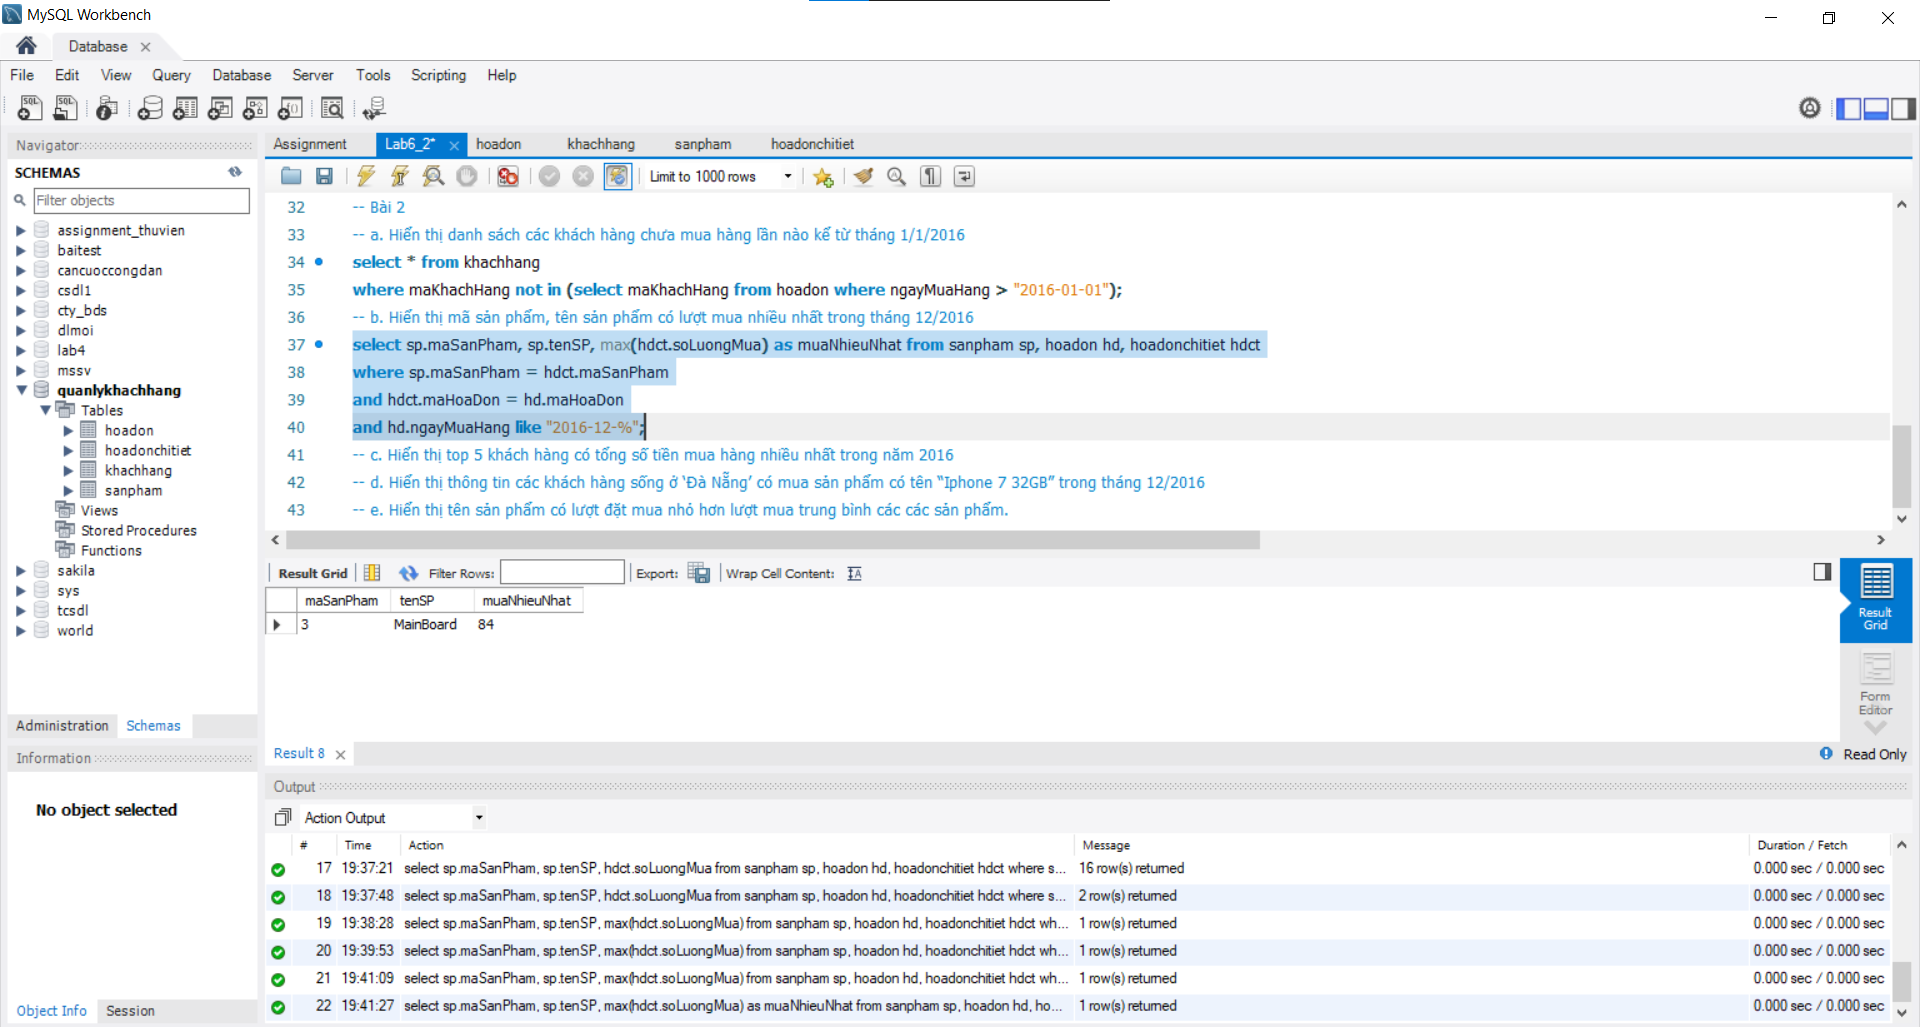 MySQL Workbench
Database
File Edit View Query Database Server Tools Scripting Help
Navigator
SCHEMAS
Filter objects
assignment_thuvien
baitest
cancuoccongdan
csdl1
cty_bds
dlmoi
lab4
mssv
quanlykhachhang
Tables
hoadon
hoadonchitiet
khachhang
sanpham
Views
Stored Procedures
Functions
sakila
sys
tcsdl
world
Administration Schemas
Information
No object selected
Object Info Session
Assignment Lab6_2* hoadon khachhang sanpham hoadonchitiet
Limit to 1000 rows
32 -- Bài 2
33 -- a. Hiển thị danh sách các khách hàng chưa mua hàng lần nào kể từ tháng 1/1/2016
34 select * from khachhang
35 where maKhachHang not in (select maKhachHang from hoadon where ngayMuaHang > "2016-01-01");
36 -- b. Hiển thị mã sản phẩm, tên sản phẩm có lượt mua nhiều nhất trong tháng 12/2016
37 select sp.maSanPham, sp.tenSP, max(hdct.soLuongMua) as muaNhieuNhat from sanpham sp, hoadon hd, hoadonchitiet hdct
38 where sp.maSanPham = hdct.maSanPham
39 and hdct.maHoaDon = hd.maHoaDon
40 and hd.ngayMuaHang like "2016-12-%";
41 -- c. Hiển thị top 5 khách hàng có tổng số tiền mua hàng nhiều nhất trong năm 2016
42 -- d. Hiển thị thông tin các khách hàng sống ở ‘Đà Nẵng’ có mua sản phẩm có tên “Iphone 7 32GB” trong tháng 12/2016
43 -- e. Hiển thị tên sản phẩm có lượt đặt mua nhỏ hơn lượt mua trung bình các các sản phẩm.
Result Grid Filter Rows: Export: Wrap Cell Content:
maSanPham tenSP muaNhieuNhat
3 MainBoard 84
Result Grid
Form Editor
Result 8
Read Only
Output
Action Output
# Time Action Message Duration / Fetch
17 19:37:21 select sp.maSanPham, sp.tenSP, hdct.soLuongMua from sanpham sp, hoadon hd, hoadonchitiet hdct where s... 16 row(s) returned 0.000 sec / 0.000 sec
18 19:37:48 select sp.maSanPham, sp.tenSP, hdct.soLuongMua from sanpham sp, hoadon hd, hoadonchitiet hdct where s... 2 row(s) returned 0.000 sec / 0.000 sec
19 19:38:28 select sp.maSanPham, sp.tenSP, max(hdct.soLuongMua) from sanpham sp, hoadon hd, hoadonchitiet hdct wh... 1 row(s) returned 0.000 sec / 0.000 sec
20 19:39:53 select sp.maSanPham, sp.tenSP, max(hdct.soLuongMua) from sanpham sp, hoadon hd, hoadonchitiet hdct wh... 1 row(s) returned 0.000 sec / 0.000 sec
21 19:41:09 select sp.maSanPham, sp.tenSP, max(hdct.soLuongMua) from sanpham sp, hoadon hd, hoadonchitiet hdct wh... 1 row(s) returned 0.000 sec / 0.000 sec
22 19:41:27 select sp.maSanPham, sp.tenSP, max(hdct.soLuongMua) as muaNhieuNhat from sanpham sp, hoadon hd, ho... 1 row(s) returned 0.000 sec / 0.000 sec